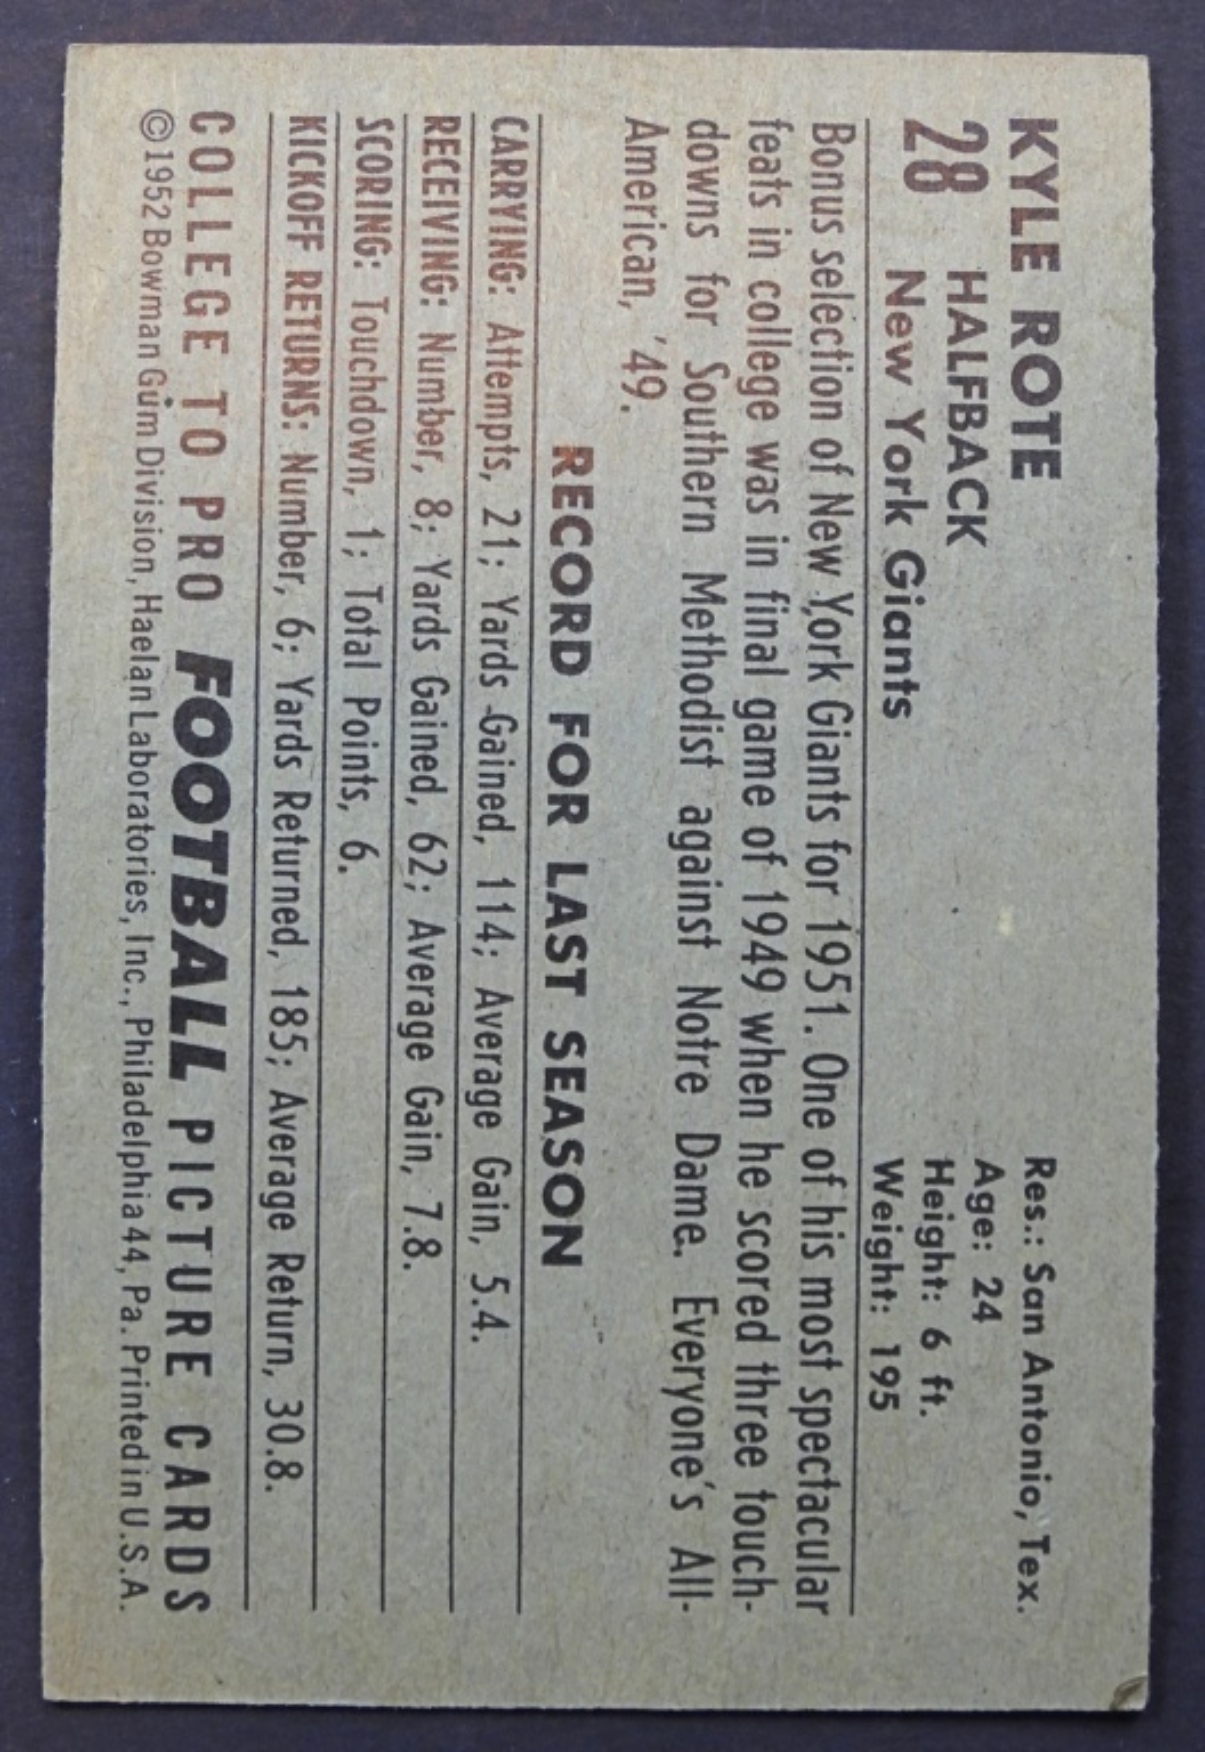 KYLE ROTE
Res.: San Antonio, Tex.
28 HALFBACK
Age: 24
New York Giants
Height: 6 ft.
Weight: 195
Bonus selection of New York Giants for 1951. One of his most spectacular
feats in college was in final game of 1949 when he scored three touch-
downs for Southern Methodist against Notre Dame. Everyone's All-
American, '49.
RECORD FOR LAST SEASON
CARRYING: Attempts, 21; Yards Gained, 114; Average Gain, 5.4.
RECEIVING: Number, 8; Yards Gained, 62; Average Gain, 7.8.
SCORING: Touchdown, 1; Total Points, 6.
KICKOFF RETURNS: Number, 6; Yards Returned, 185; Average Return, 30.8.
COLLEGE TO PRO FOOTBALL PICTURE CARDS
©1952 Bowman Gum Division, Haelan Laboratories, Inc., Philadelphia 44, Pa. Printed in U.S.A.